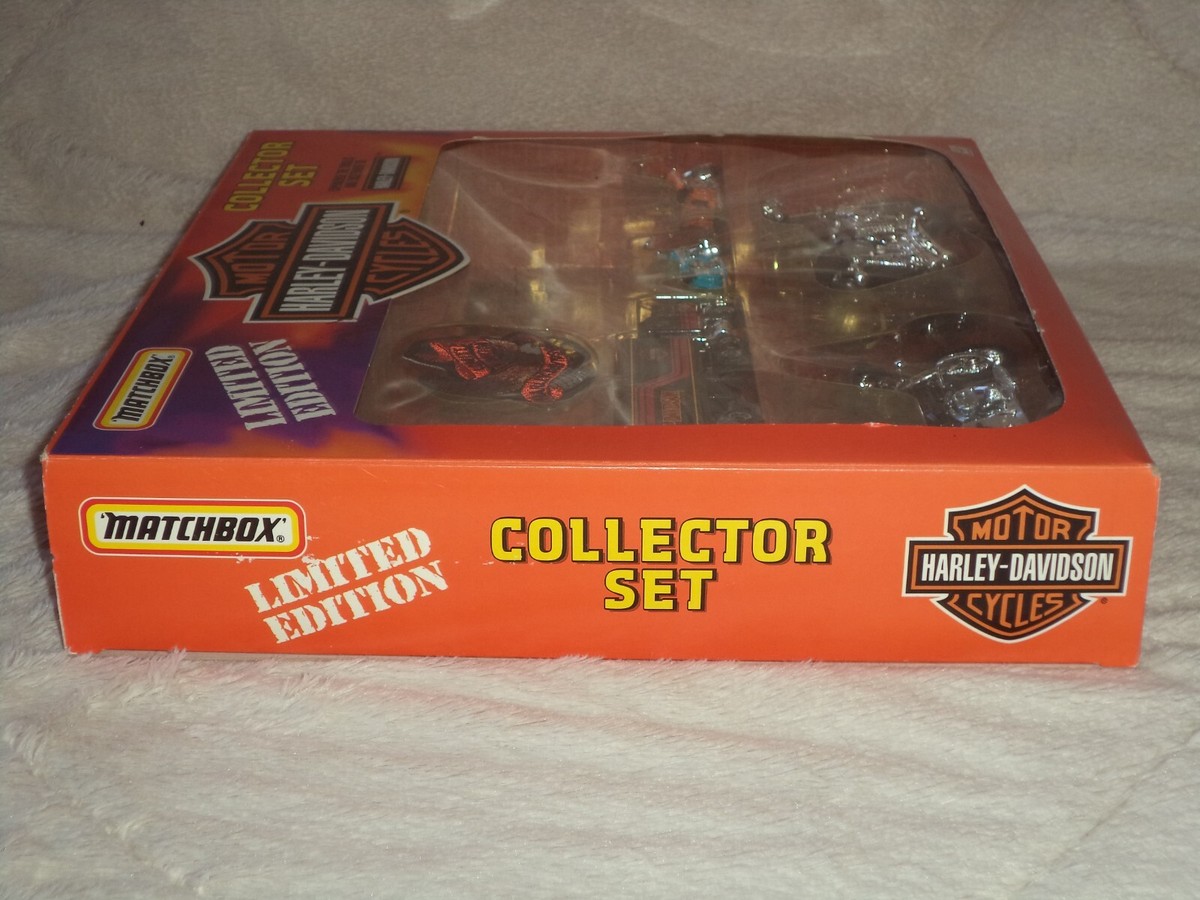 COLLECTOR
SET
MOTOR
HARLEY-DAVIDSON
CYCLES
MATCHBOX®
LIMITED
EDITION
'MATCHBOX'®
LIMITED
EDITION
COLLECTOR
SET
MOTOR
HARLEY-DAVIDSON
CYCLES